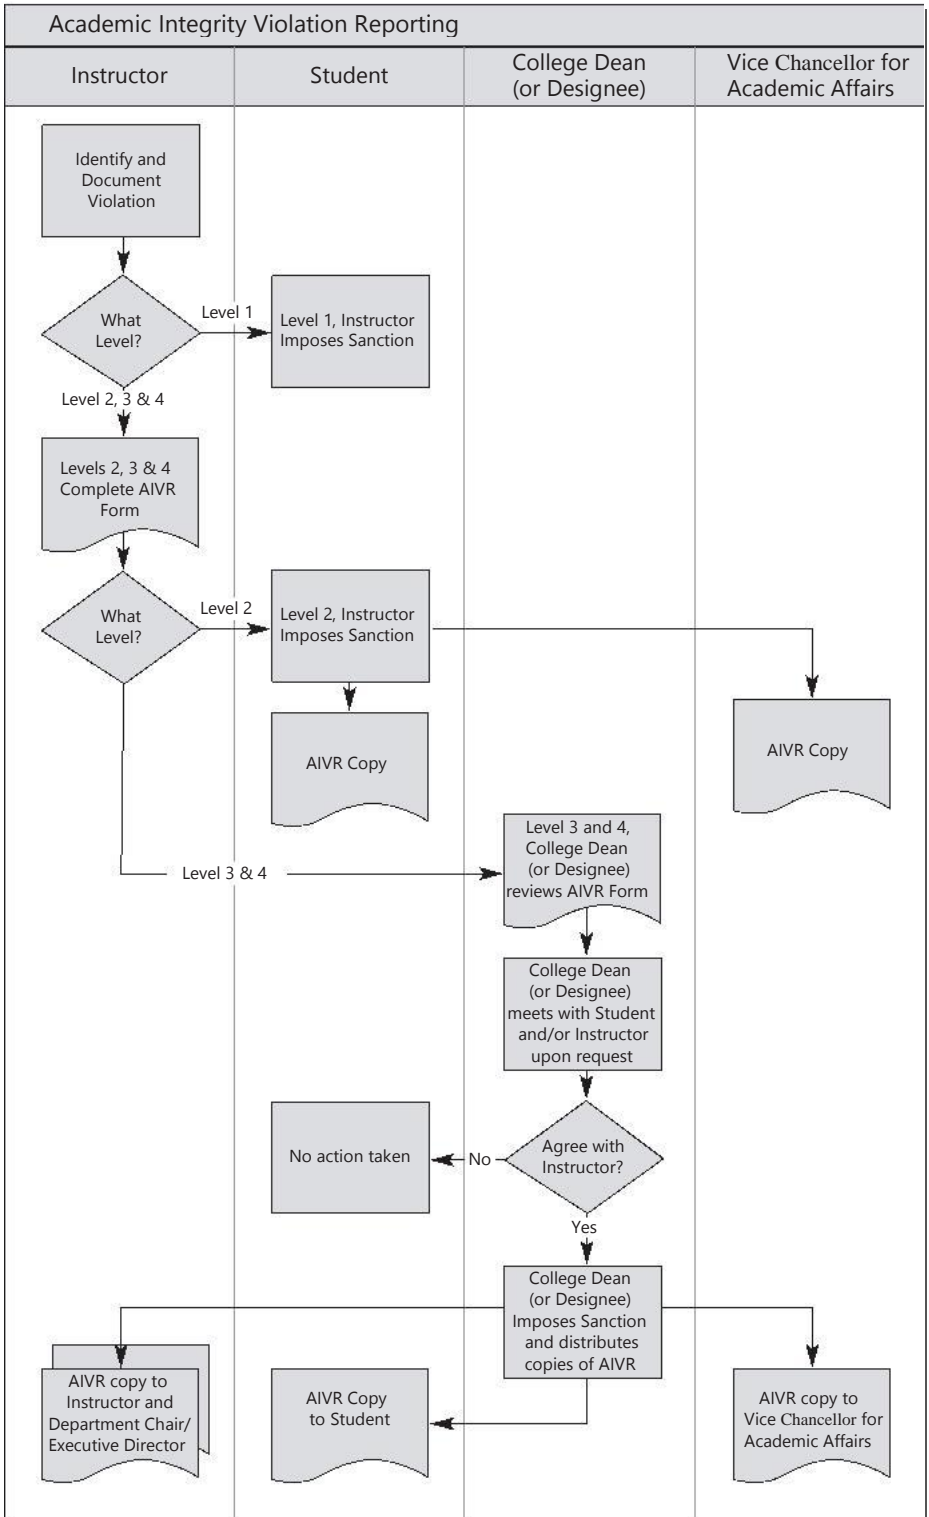 Academic Integrity Violation Reporting
Instructor
Student
College Dean
(or Designee)
Vice Chancellor for
Academic Affairs
Identify and
Document
Violation
What
Level?
Level 1
Level 1, Instructor
Imposes Sanction
Level 2, 3 & 4
Levels 2, 3 & 4
Complete AIVR
Form
What
Level?
Level 2
Level 2, Instructor
Imposes Sanction
AIVR Copy
AIVR Copy
Level 3 & 4
Level 3 and 4,
College Dean
(or Designee)
reviews AIVR Form
College Dean
(or Designee)
meets with Student
and/or Instructor
upon request
Agree with
Instructor?
No
No action taken
Yes
College Dean
(or Designee)
Imposes Sanction
and distributes
copies of AIVR
AIVR copy to
Instructor and
Department Chair/
Executive Director
AIVR Copy
to Student
AIVR copy to
Vice Chancellor for
Academic Affairs